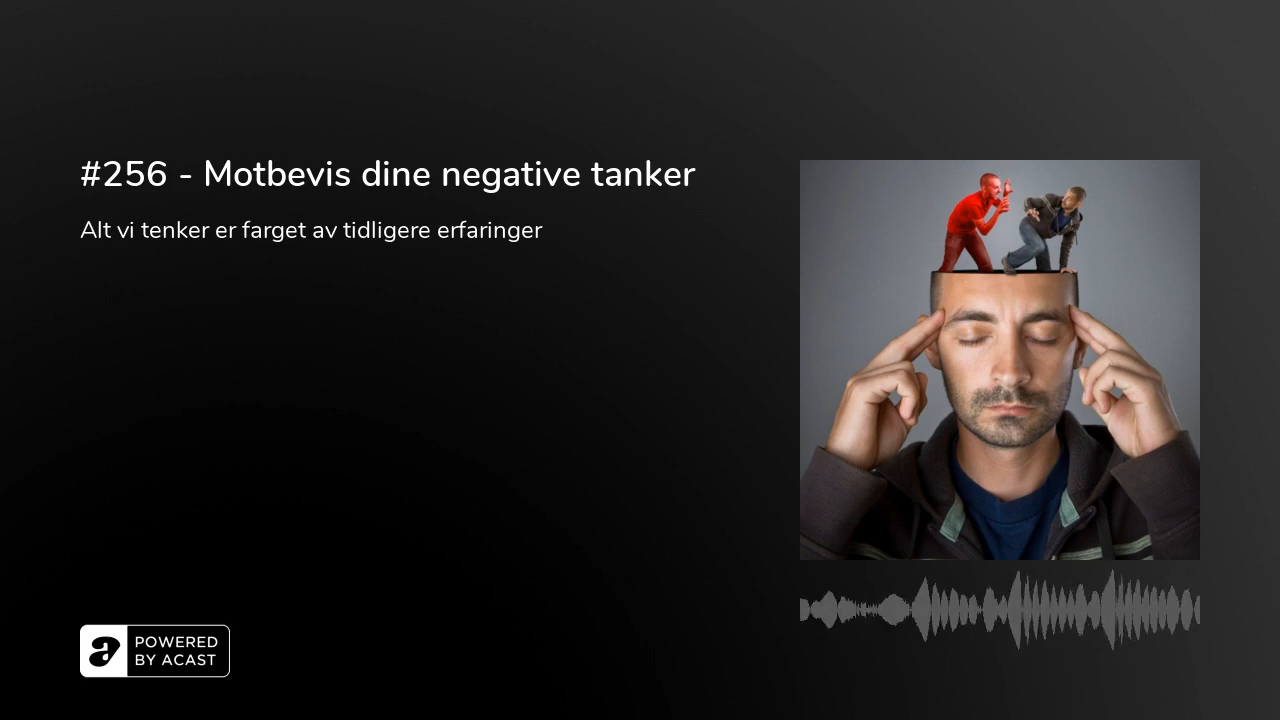 #256 - Motbevis dine negative tanker
Alt vi tenker er farget av tidligere erfaringer
a POWERED
BY ACAST